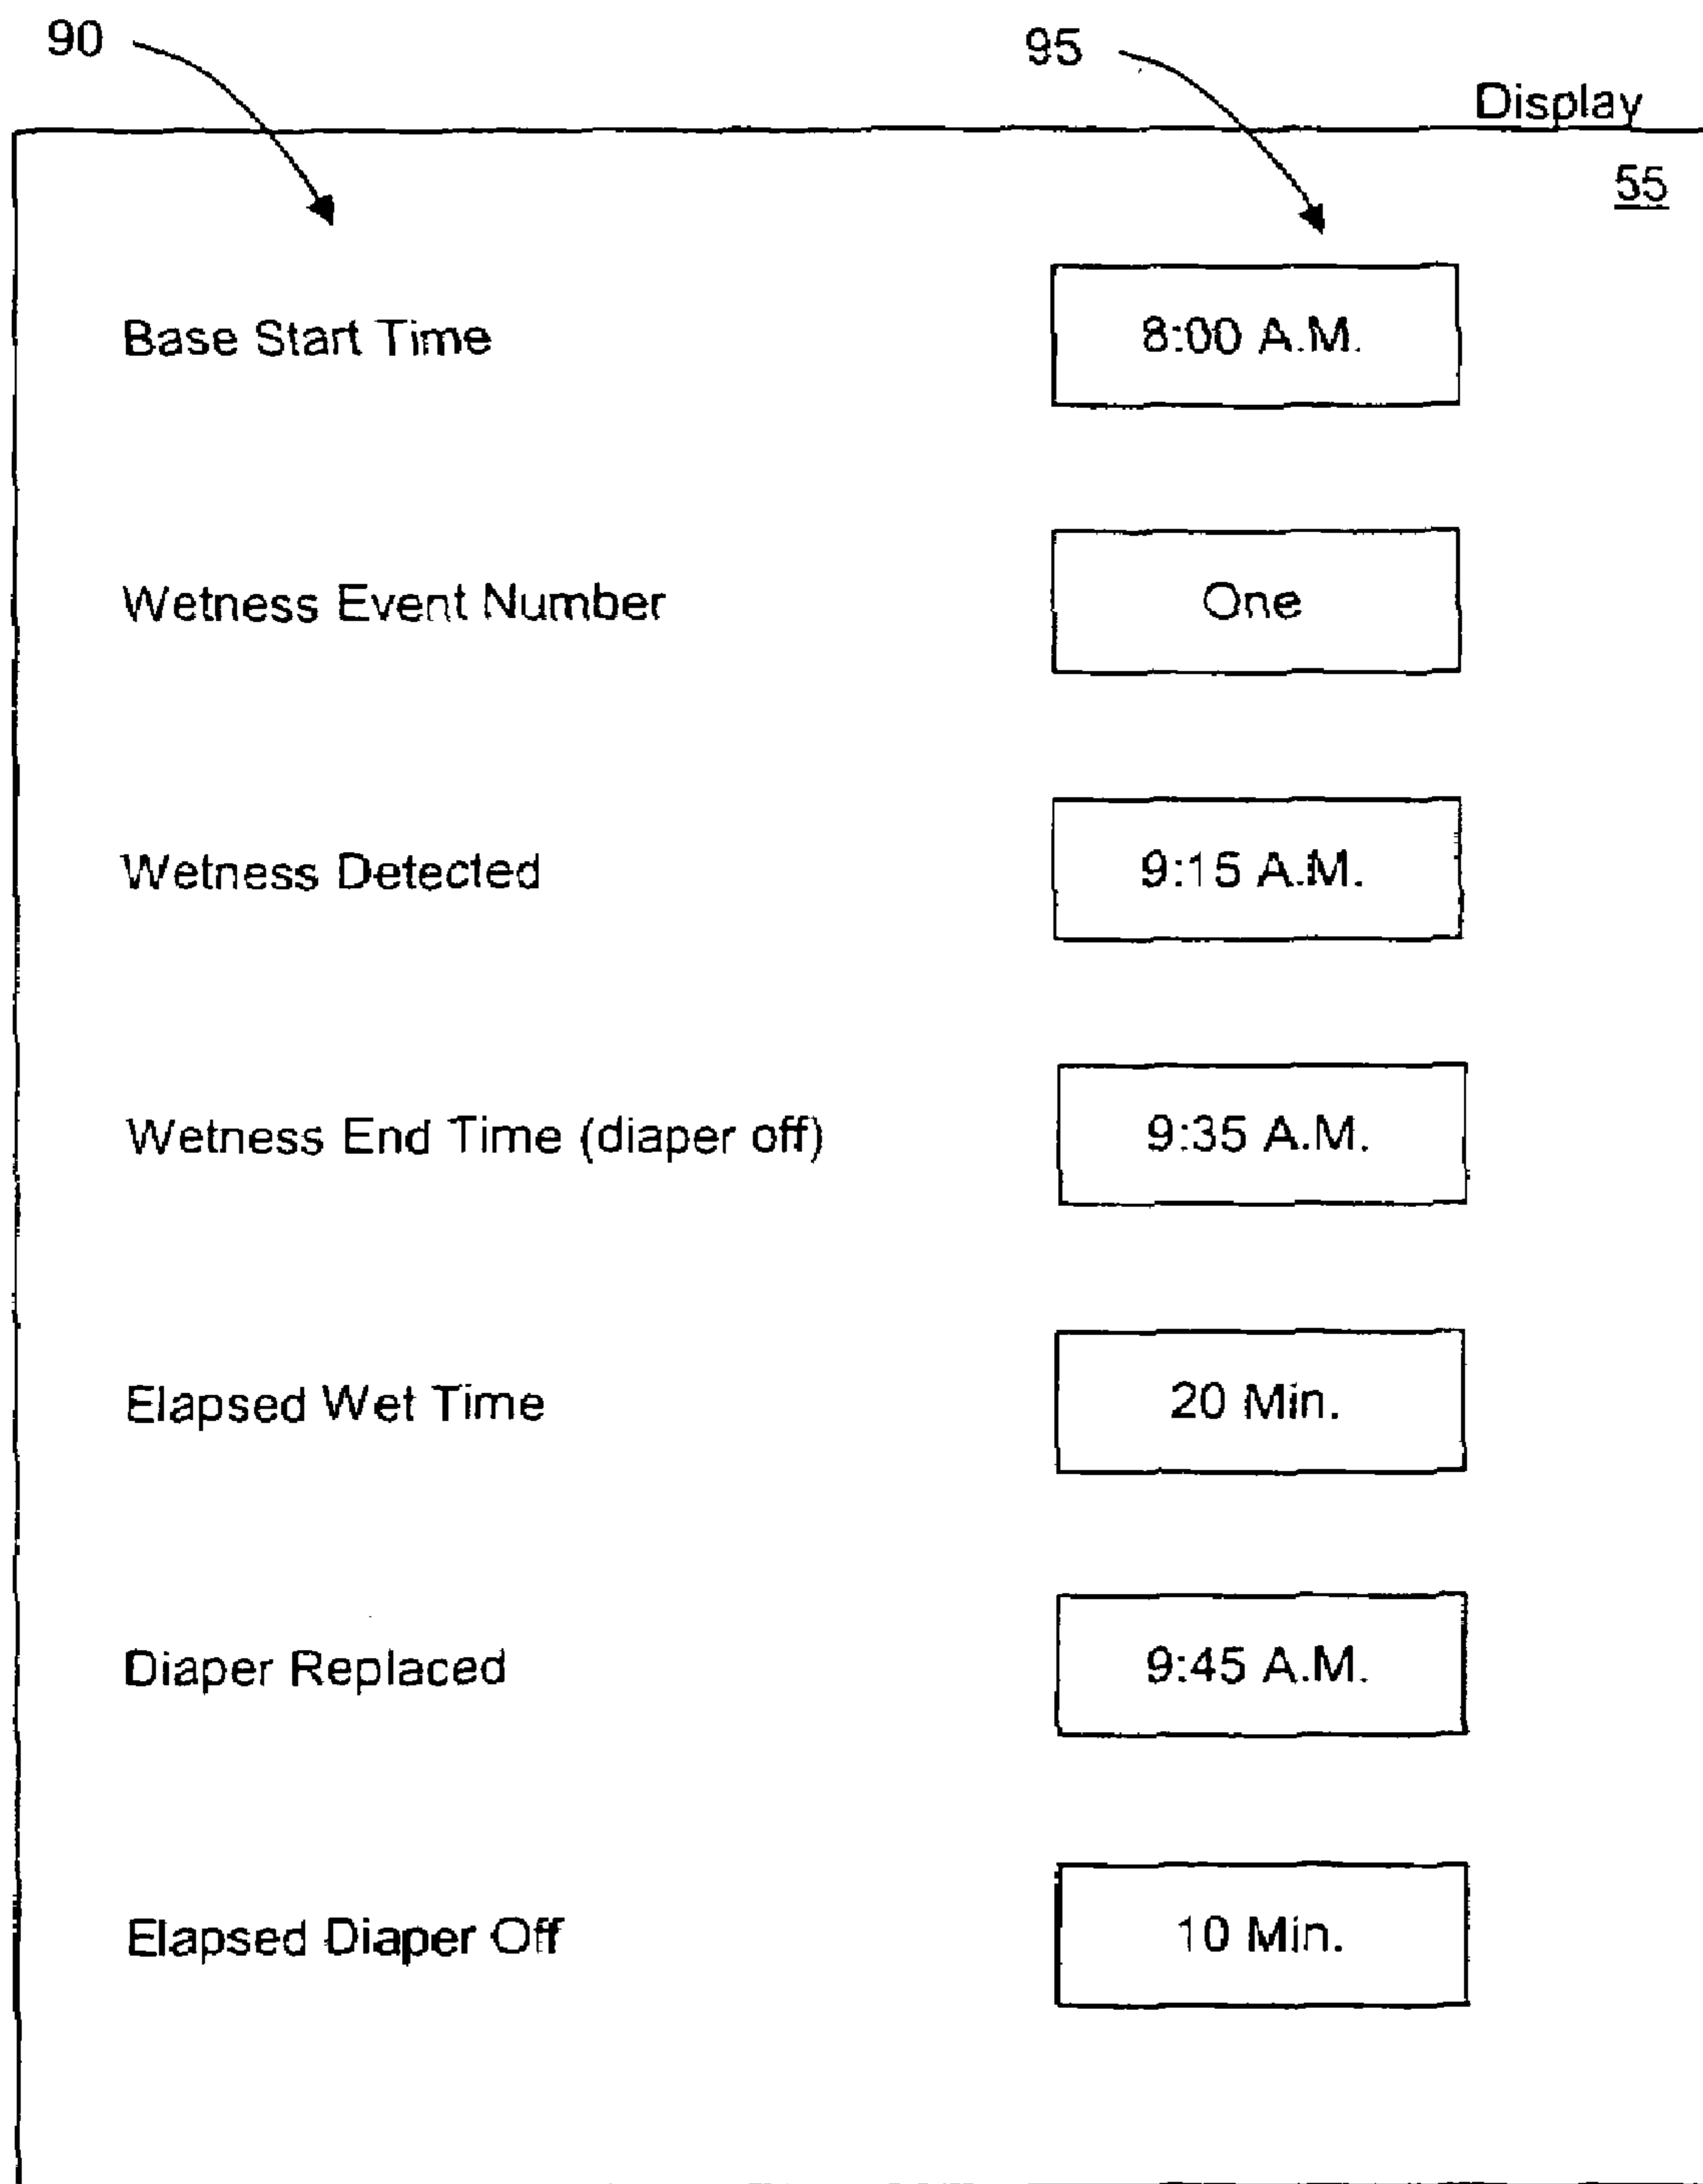 90
95
Display
55
Base Start Time 8:00 A.M.
Wetness Event Number One
Wetness Detected 9:15 A.M.
Wetness End Time (diaper off) 9:35 A.M.
Elapsed Wet Time 20 Min.
Diaper Replaced 9:45 A.M.
Elapsed Diaper Off 10 Min.